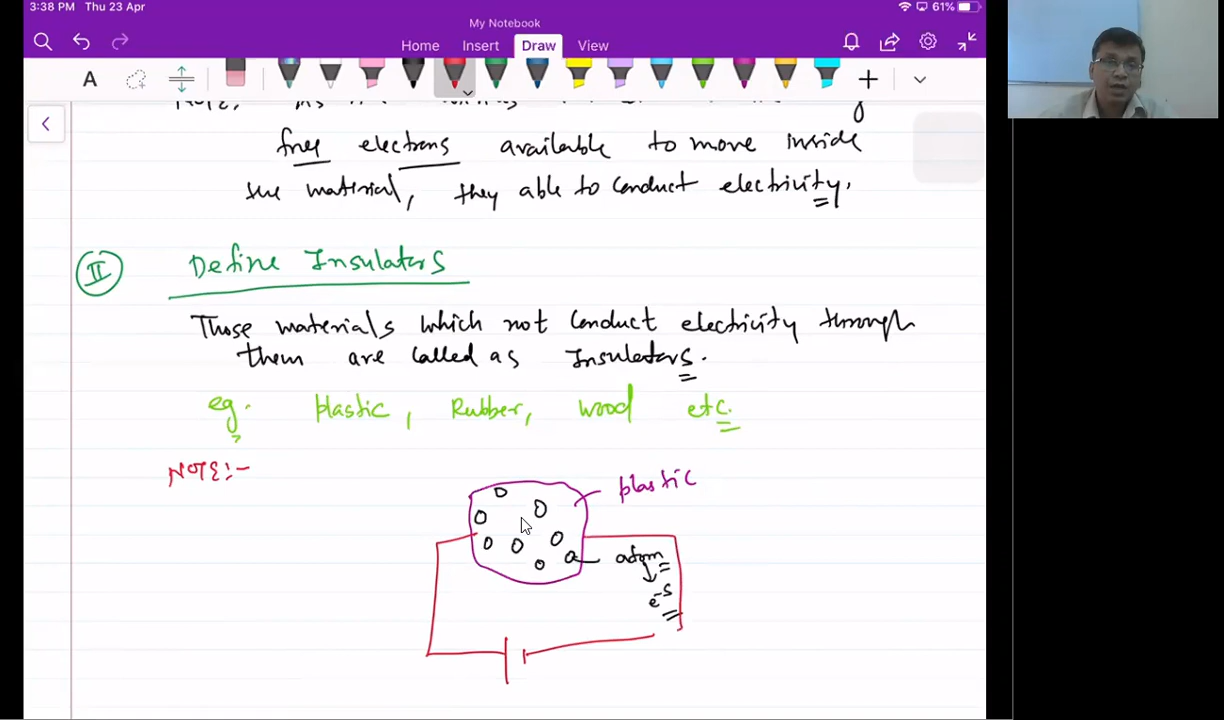 3:38 PM Thu 23 Apr
61%
My Notebook
Home Insert Draw View
A
free electrons available to move inside
the material, they able to conduct electricity.
II Define Insulators
Those materials which not conduct electricity through
them are called as Insulators.
eg. plastic, Rubber, wood etc.
NOTE:-
plastic
atom
e-s